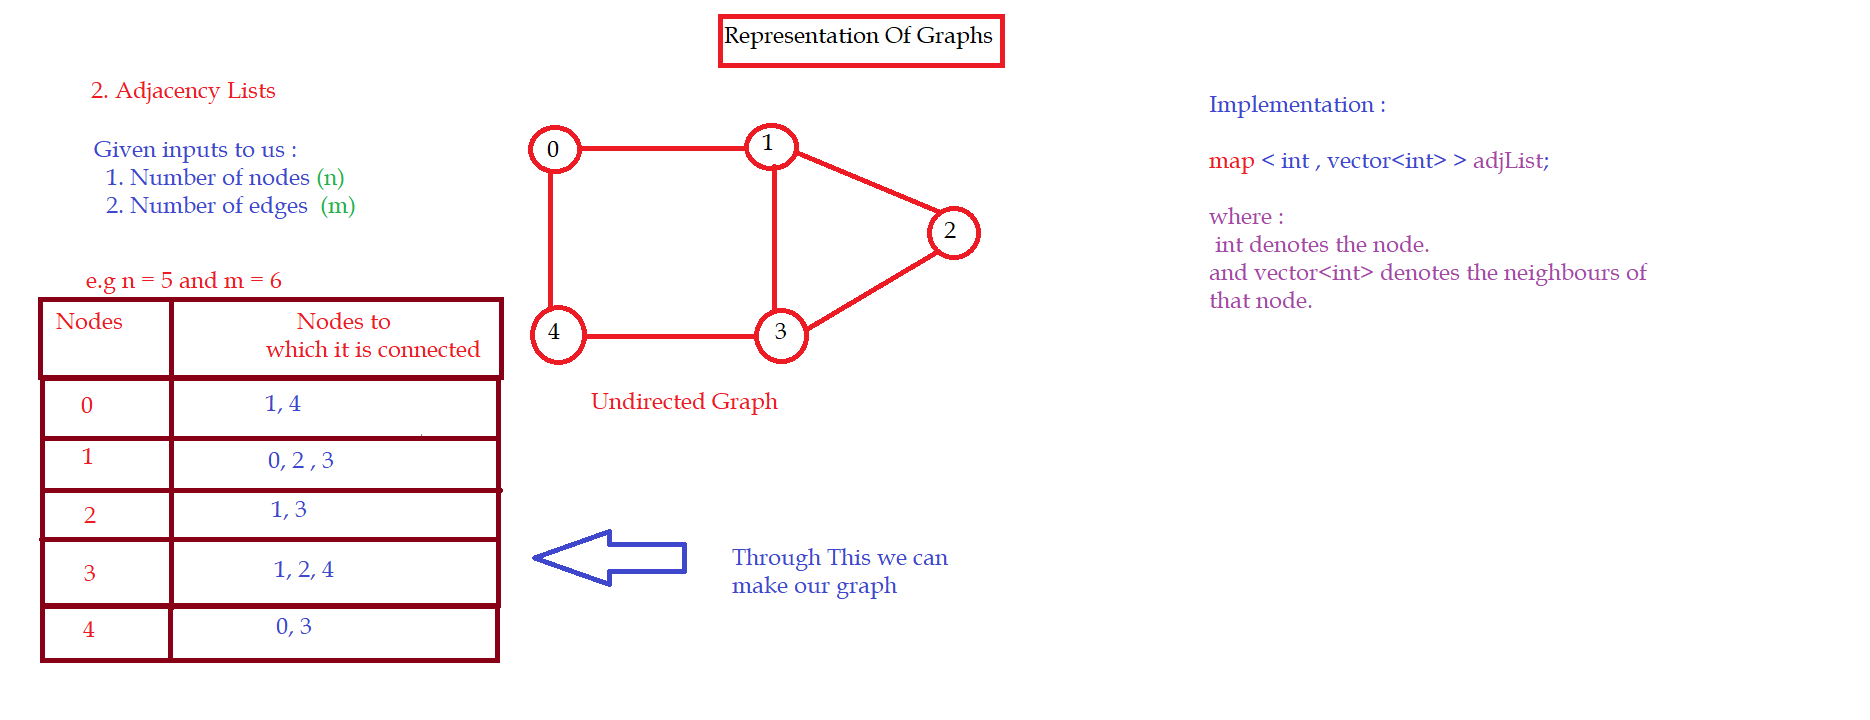 Representation Of Graphs
2. Adjacency Lists
Given inputs to us :
1. Number of nodes (n)
2. Number of edges (m)
e.g n = 5 and m = 6
Nodes
Nodes to
which it is connected
0
1, 4
1
0, 2 , 3
2
1, 3
3
1, 2, 4
4
0, 3
0
1
2
4
3
Undirected Graph
Through This we can
make our graph
Implementation :
map < int , vector<int> > adjList;
where :
int denotes the node.
and vector<int> denotes the neighbours of
that node.